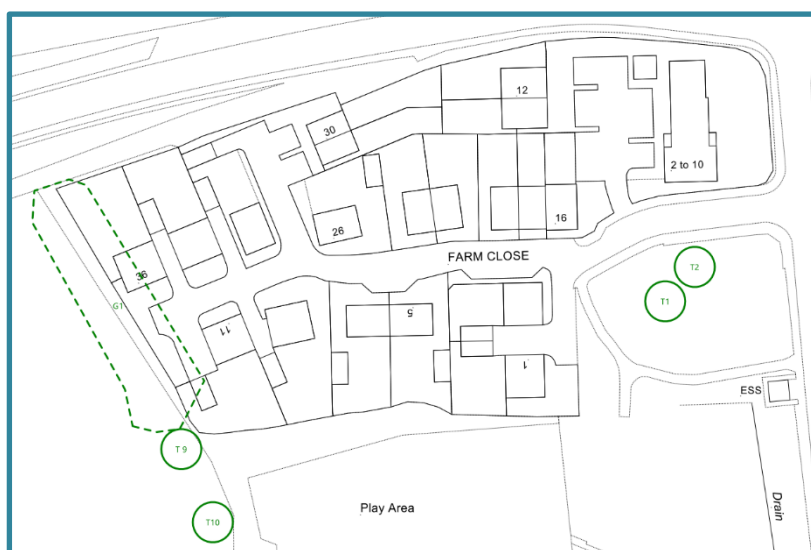 12
30
2 to 10
26
16
FARM CLOSE
T2
36
T1
G1
5
11
1
ESS
T 9
Play Area
Drain
T10